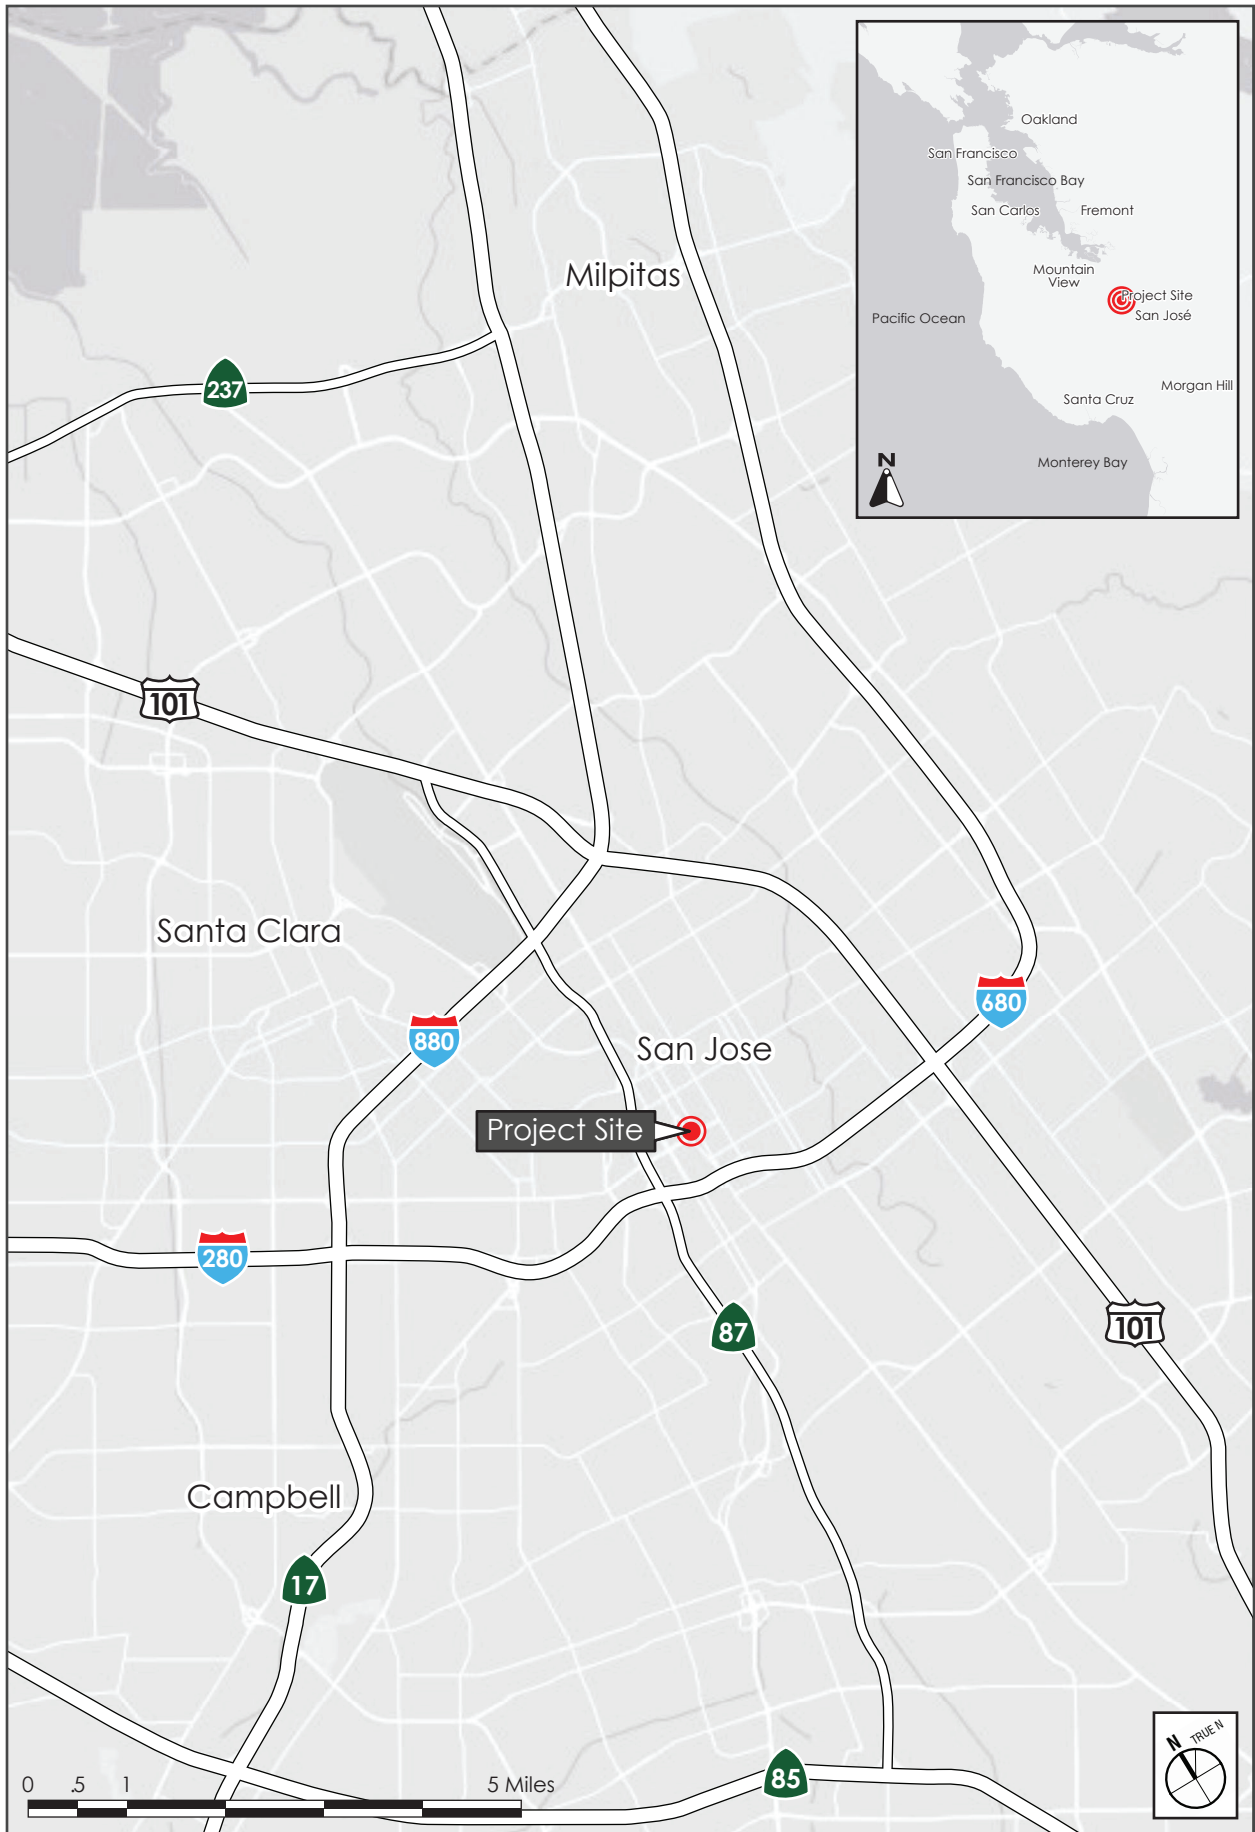 Oakland
San Francisco
San Francisco Bay
San Carlos
Fremont
Mountain
View
Project Site
San José
Pacific Ocean
Morgan Hill
Santa Cruz
Monterey Bay
N
Milpitas
237
101
Santa Clara
680
880
San Jose
Project Site
280
87
101
Campbell
17
N
TRUE N
85
0 .5 1 5 Miles